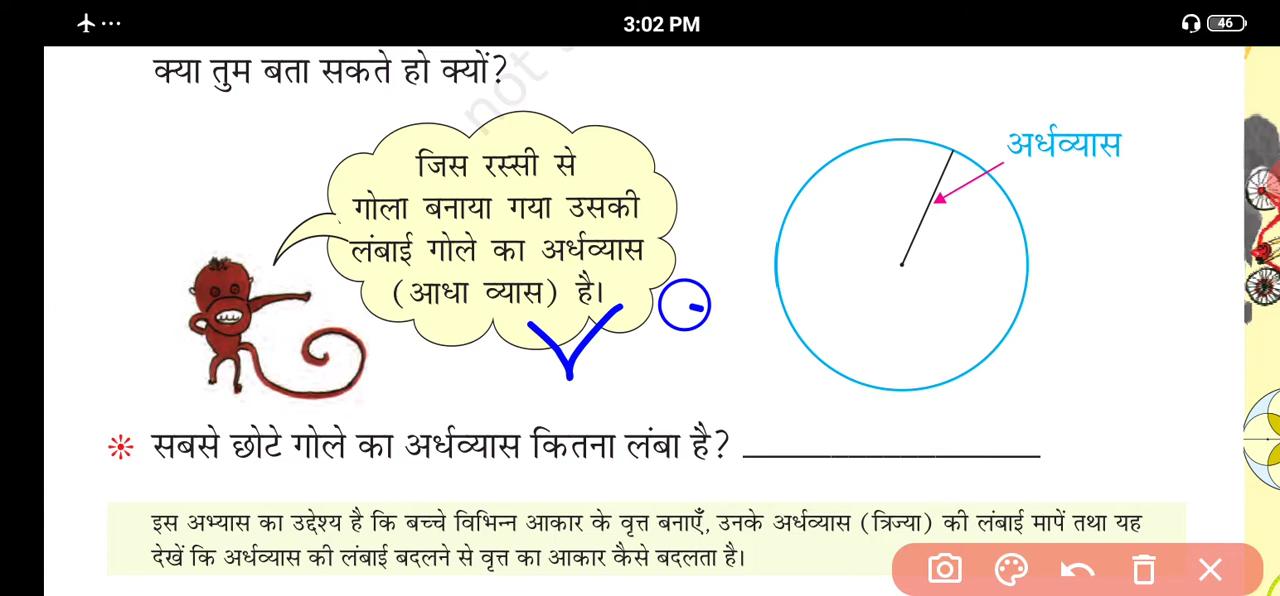 3:02 PM
46
क्या तुम बता सकते हो क्यों?
not
जिस रस्सी से
गोला बनाया गया उसकी
लंबाई गोले का अर्धव्यास
(आधा व्यास) है।
अर्धव्यास
सबसे छोटे गोले का अर्धव्यास कितना लंबा है?
इस अभ्यास का उद्देश्य है कि बच्चे विभिन्न आकार के वृत्त बनाएँ, उनके अर्धव्यास (त्रिज्या) की लंबाई मापें तथा यह
देखें कि अर्धव्यास की लंबाई बदलने से वृत्त का आकार कैसे बदलता है।